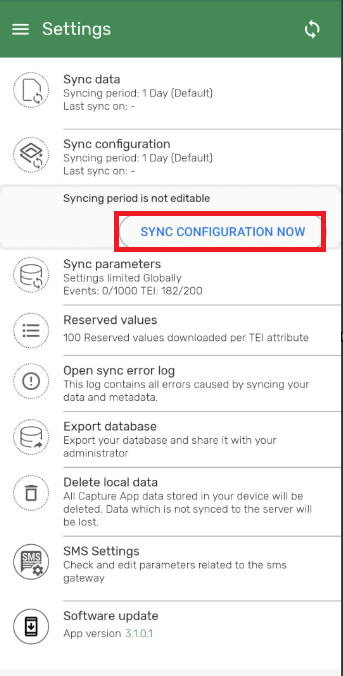 Settings
Sync data
Syncing period: 1 Day (Default)
Last sync on: -
Sync configuration
Syncing period: 1 Day (Default)
Last sync on: -
Syncing period is not editable
SYNC CONFIGURATION NOW
Sync parameters
Settings limited Globally
Events: 0/1000 TEI: 182/200
Reserved values
100 Reserved values downloaded per TEI attribute
Open sync error log
This log contains all errors caused by syncing your
data and metadata.
Export database
Export your database and share it with your
administrator
Delete local data
All Capture App data stored in your device will be
deleted. Data which is not synced to the server will
be lost.
SMS
SMS Settings
Check and edit parameters related to the sms
gateway
Software update
App version 3.1.0.1